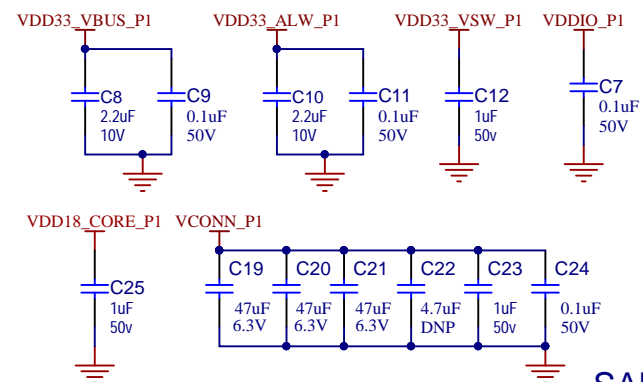 VDD33_VBUS_P1 VDD33_ALW_P1 VDD33_VSW_P1 VDDIO_P1
C8 C9 C10 C11 C12 C7
2.2uF 0.1uF 2.2uF 0.1uF 1uF 0.1uF
10V 50V 10V 50V 50v 50V
VDD18_CORE_P1 VCONN_P1
C25 C19 C20 C21 C22 C23 C24
1uF 47uF 47uF 47uF 4.7uF 1uF 0.1uF
50v 6.3V 6.3V 6.3V DNP 50v 50V